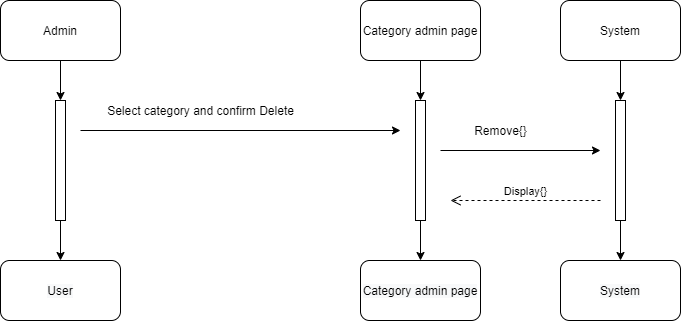 Admin
Category admin page
System
Select category and confirm Delete
Remove{}
Display{}
User
Category admin page
System